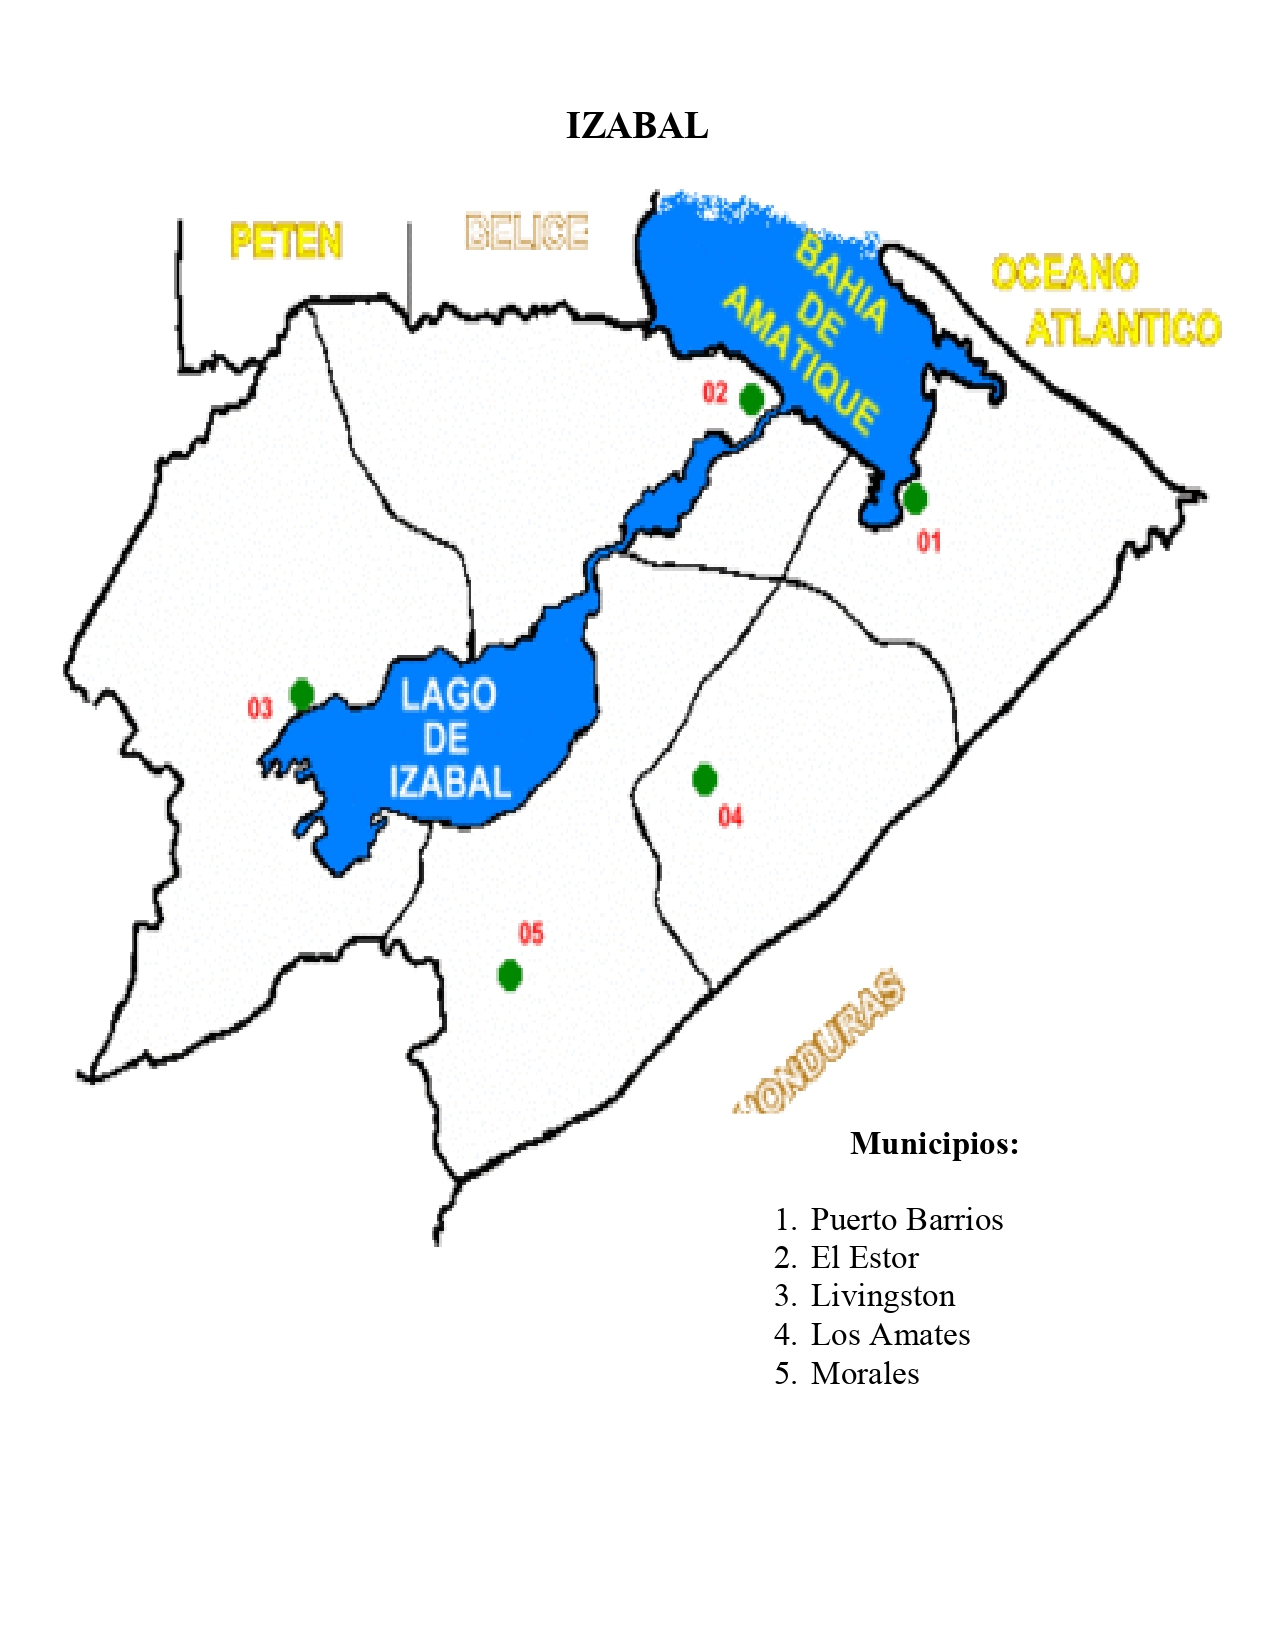 IZABAL
PETEN
BELICE
BAHIA
DE
AMATIQUE
OCEANO
ATLANTICO
02
01
LAGO
DE
IZABAL
03
04
05
HONDURAS
Municipios:
1. Puerto Barrios
2. El Estor
3. Livingston
4. Los Amates
5. Morales